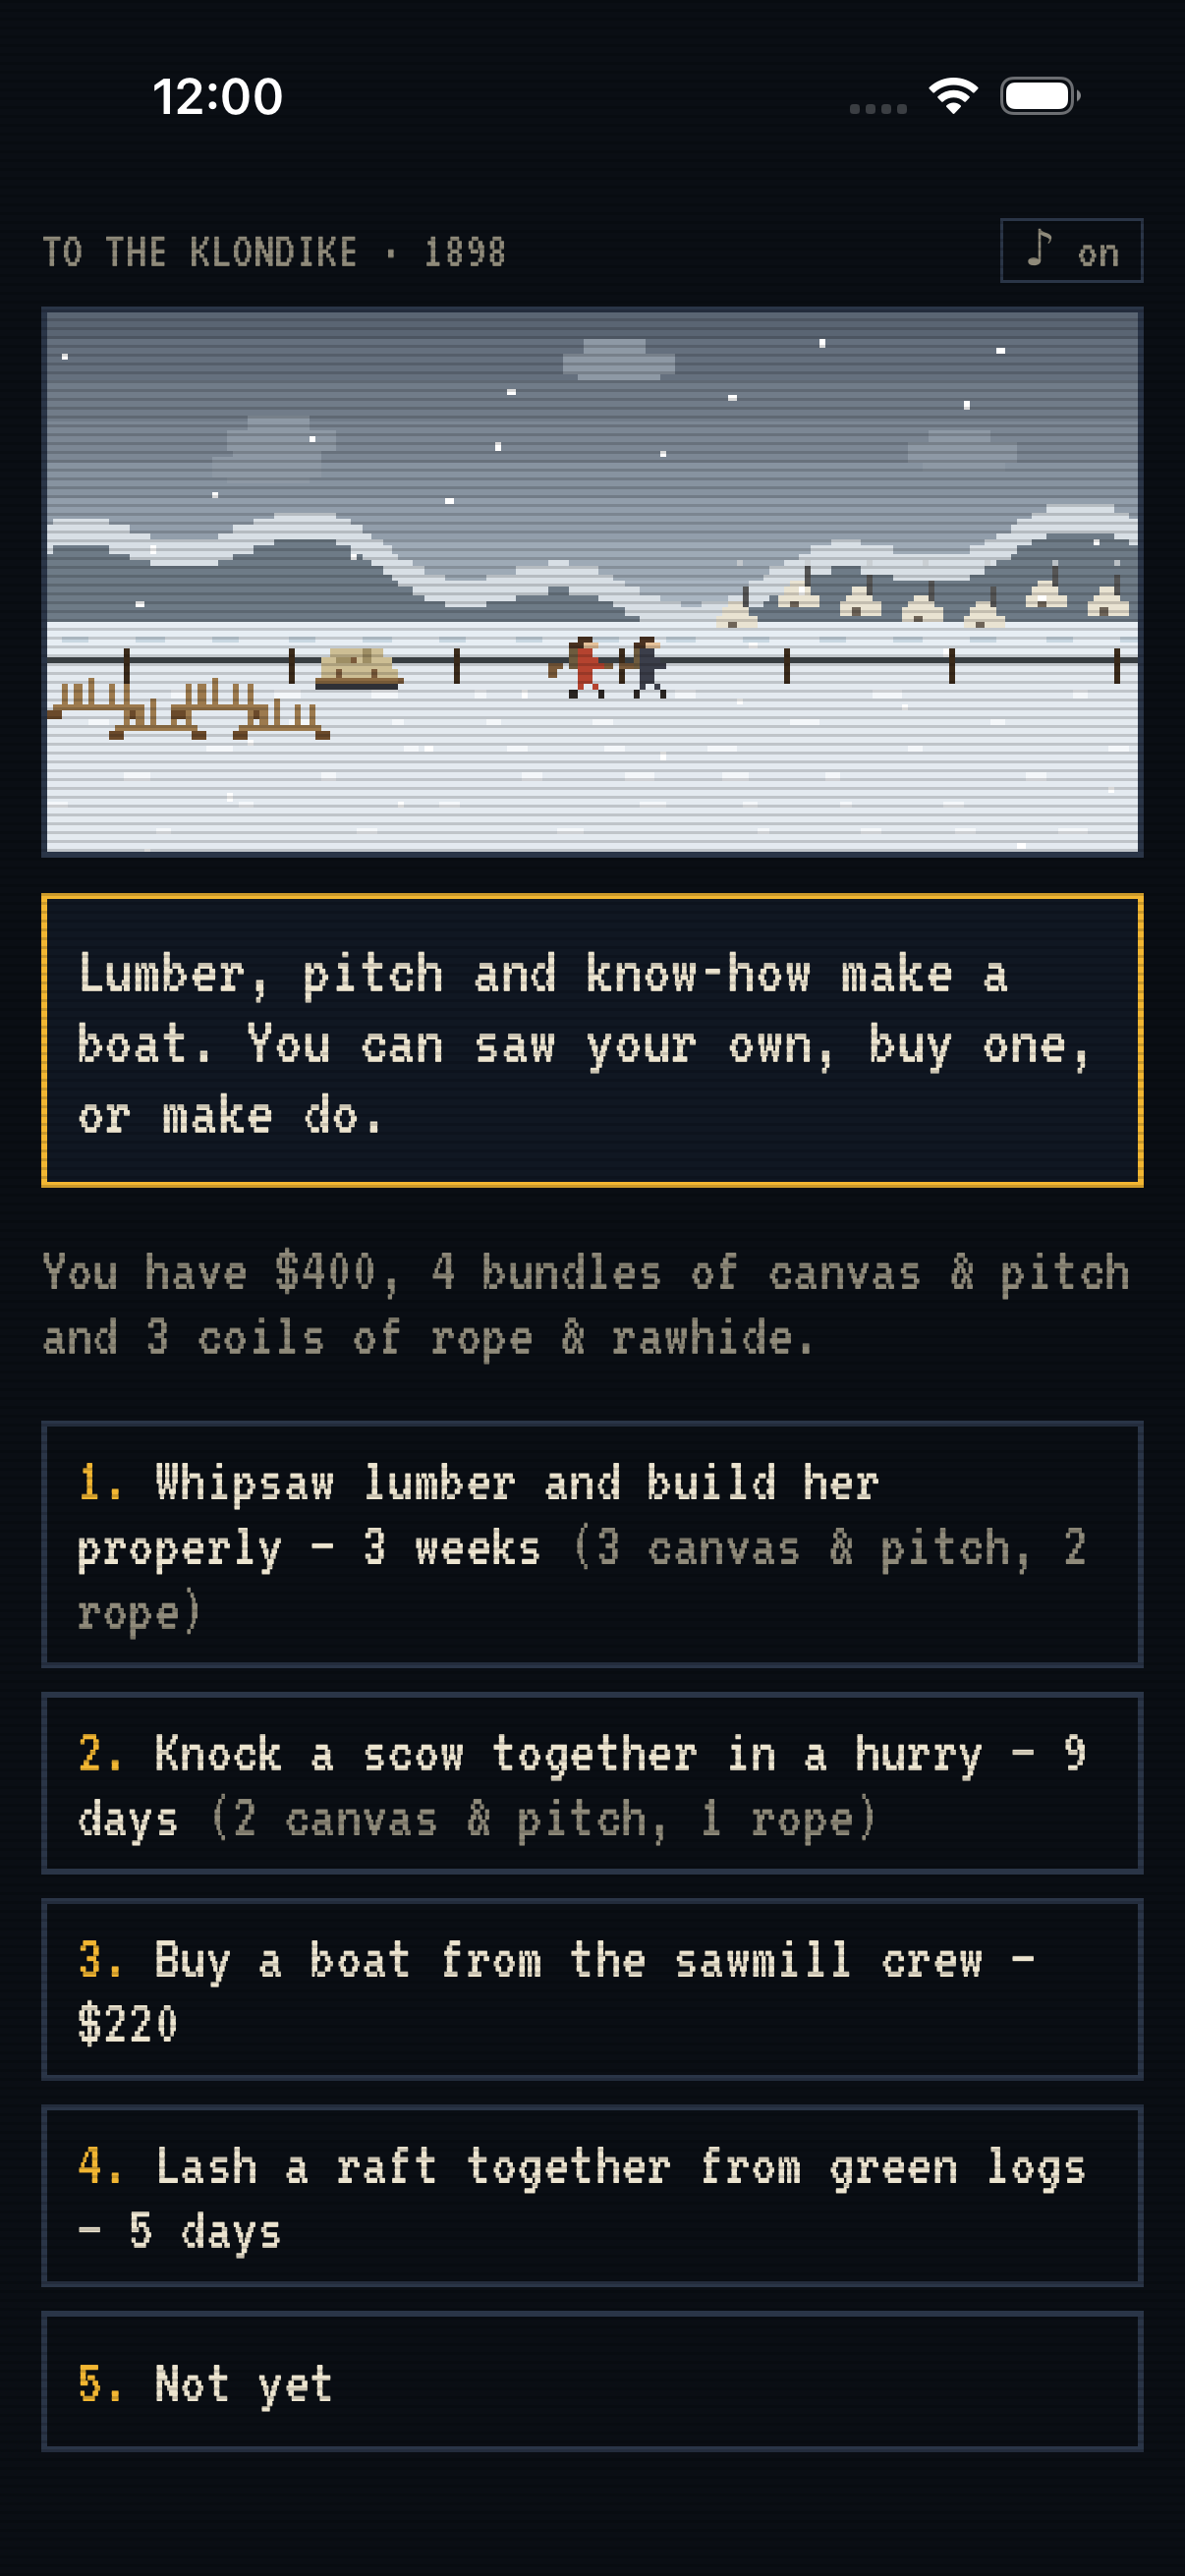 12:00
TO THE KLONDIKE · 1898
♪ on
Lumber, pitch and know-how make a
boat. You can saw your own, buy one,
or make do.
You have $400, 4 bundles of canvas & pitch
and 3 coils of rope & rawhide.
1. Whipsaw lumber and build her
properly — 3 weeks (3 canvas & pitch, 2
rope)
2. Knock a scow together in a hurry — 9
days (2 canvas & pitch, 1 rope)
3. Buy a boat from the sawmill crew —
$220
4. Lash a raft together from green logs
— 5 days
5. Not yet